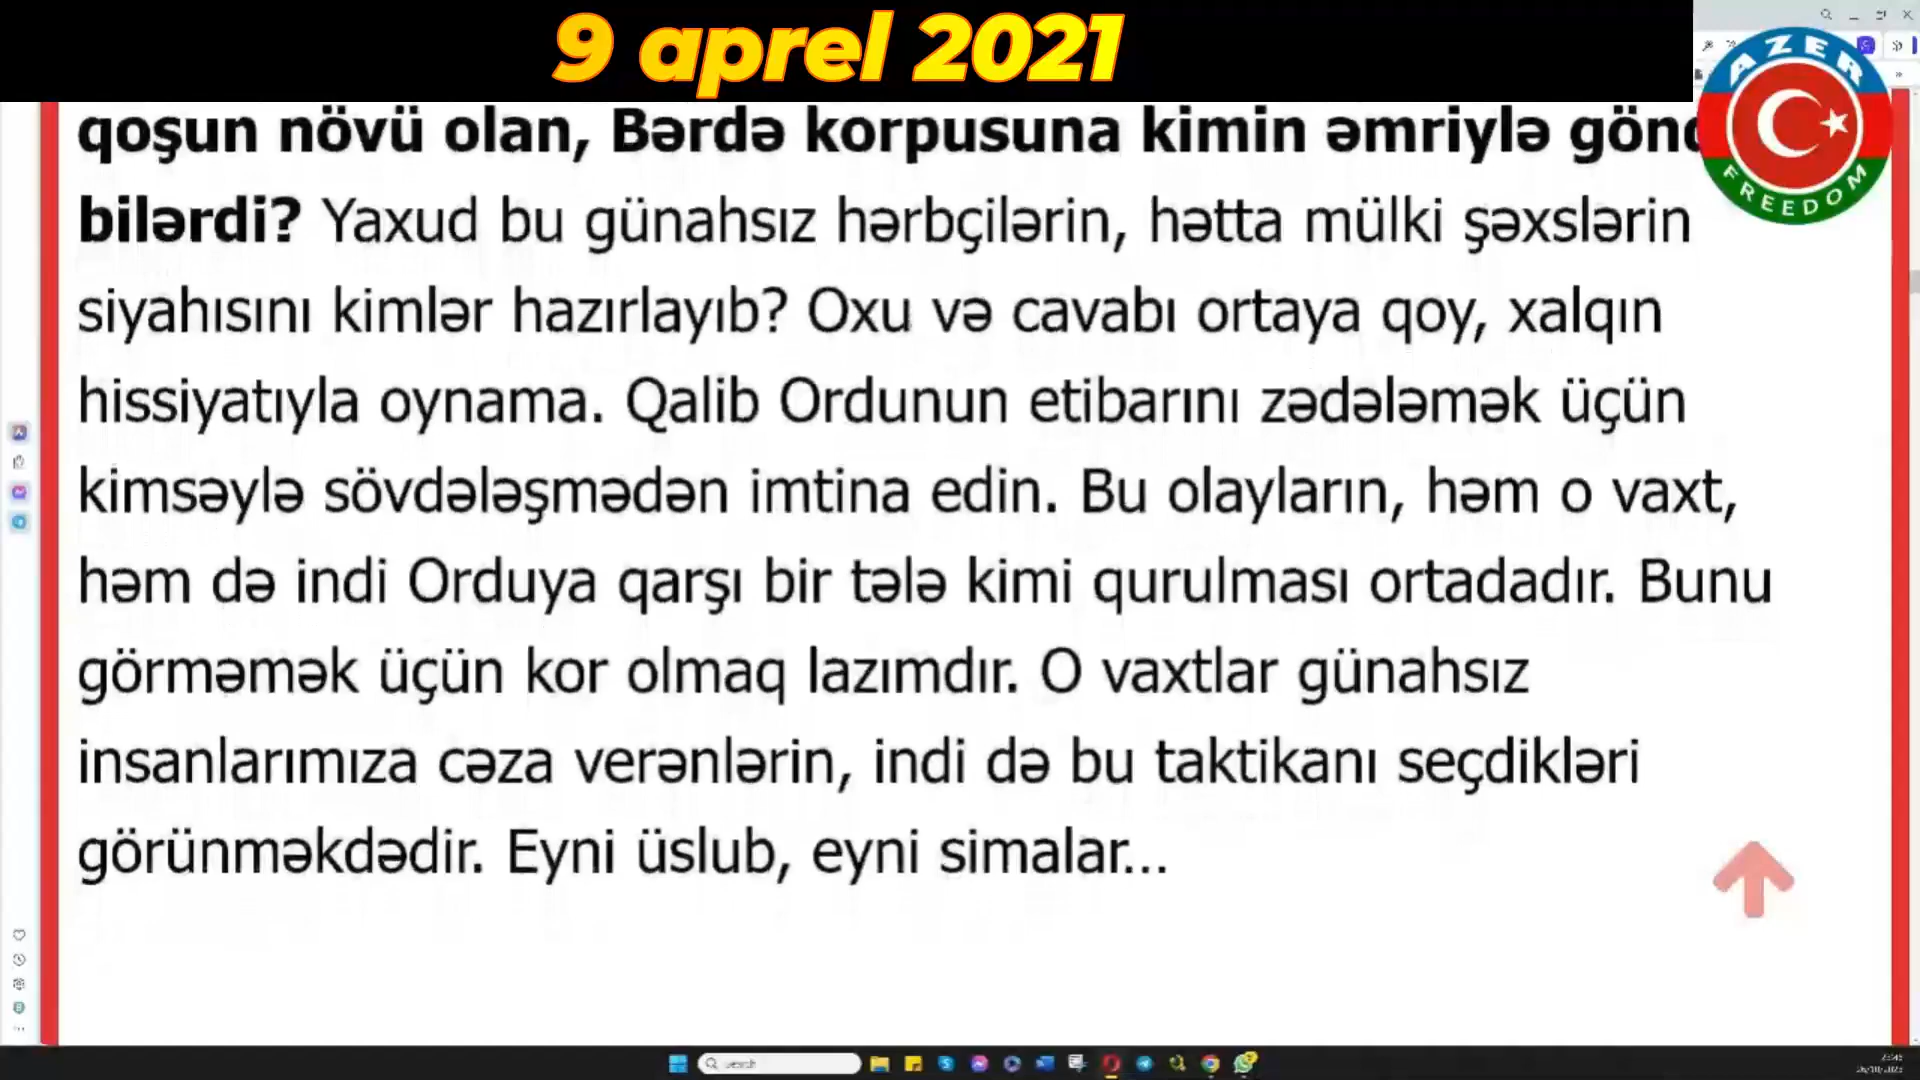 9 aprel 2021
AZER
FREEDOM
qoşun növü olan, Bərdə korpusuna kimin əmriylə
bilərdi? Yaxud bu günahsız hərbçilərin, hətta mülki şəxslərin
siyahısını kimlər hazırlayıb? Oxu və cavabı ortaya qoy, xalqın
hissiyatıyla oynama. Qalib Ordunun etibarını zədələmək üçün
kimsəylə sövdələşmədən imtina edin. Bu olayların, həm o vaxt,
həm də indi Orduya qarşı bir tələ kimi qurulması ortadadır. Bunu
görməmək üçün kor olmaq lazımdır. O vaxtlar günahsız
insanlarımıza cəza verənlərin, indi də bu taktikanı seçdikləri
görünməkdədir. Eyni üslub, eyni simalar...